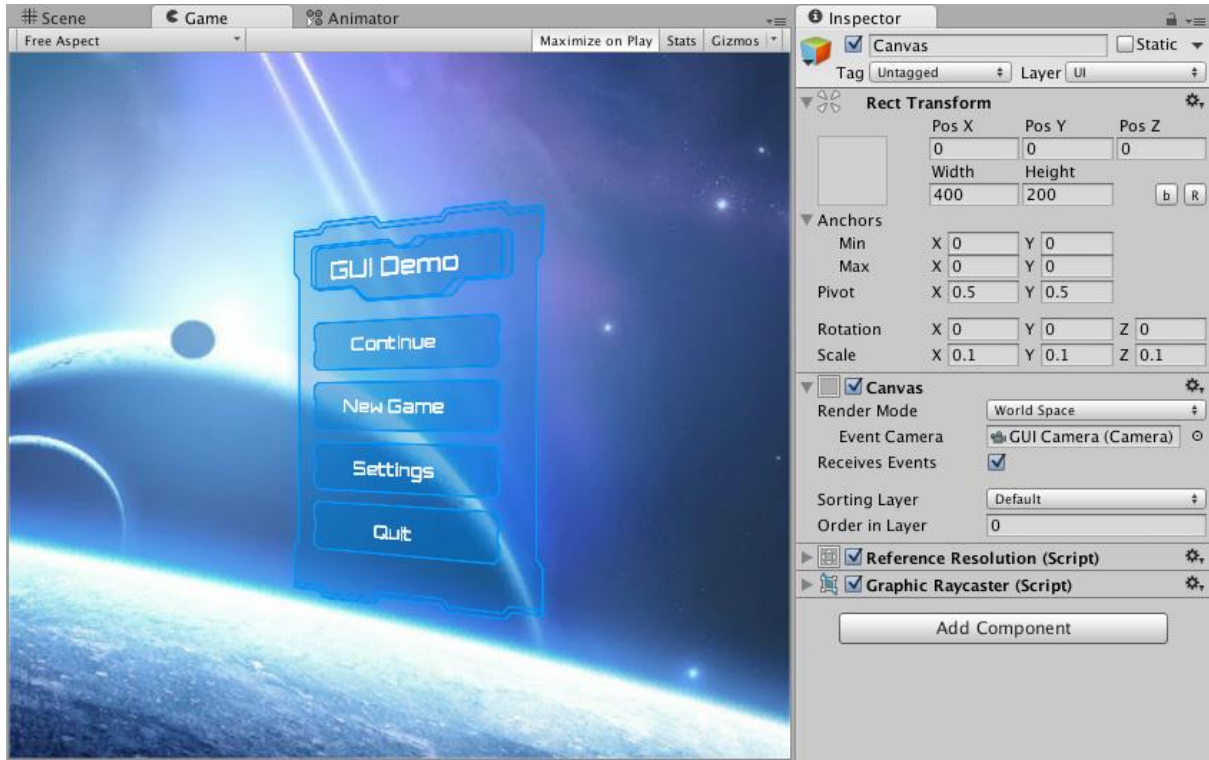 Scene Game Animator
Free Aspect Maximize on Play Stats Gizmos
GUI Demo
Continue
New Game
Settings
Quit
Inspector
Canvas Static
Tag Untagged Layer UI
Rect Transform
Pos X Pos Y Pos Z
0 0 0
Width Height
400 200 b R
Anchors
Min X 0 Y 0
Max X 0 Y 0
Pivot X 0.5 Y 0.5
Rotation X 0 Y 0 Z 0
Scale X 0.1 Y 0.1 Z 0.1
Canvas
Render Mode World Space
Event Camera GUI Camera (Camera)
Receives Events
Sorting Layer Default
Order in Layer 0
Reference Resolution (Script)
Graphic Raycaster (Script)
Add Component